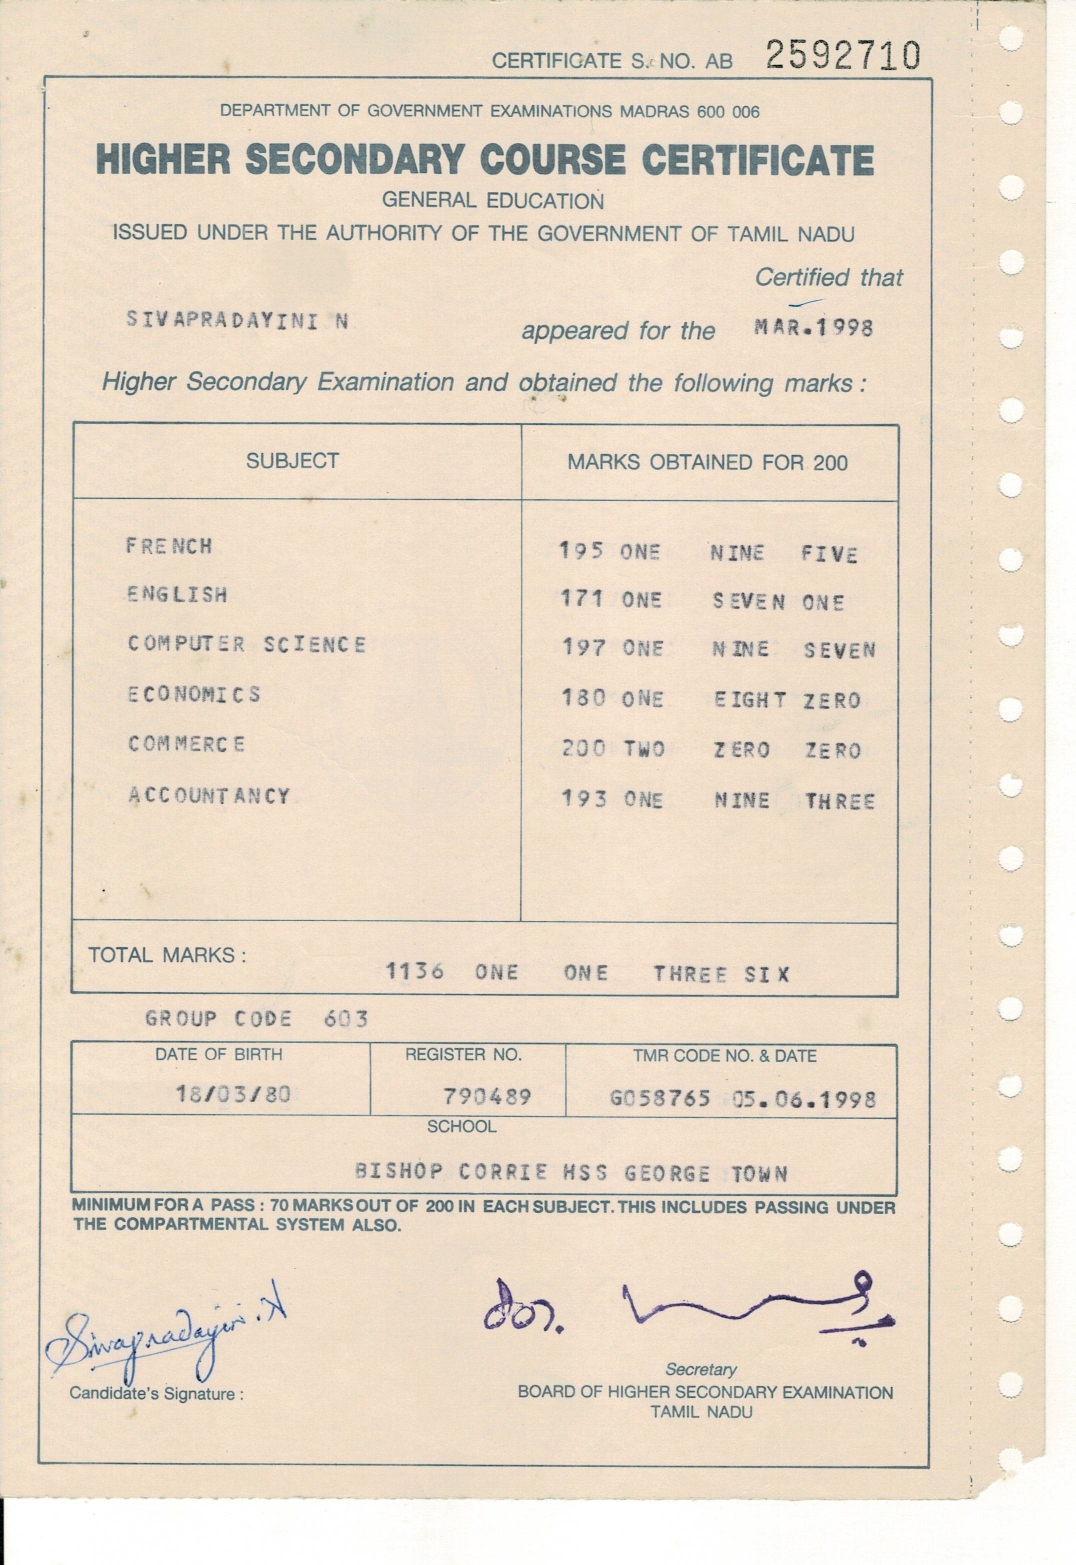 CERTIFICATE S. NO. AB 2592710
DEPARTMENT OF GOVERNMENT EXAMINATIONS MADRAS 600 006
HIGHER SECONDARY COURSE CERTIFICATE
GENERAL EDUCATION
ISSUED UNDER THE AUTHORITY OF THE GOVERNMENT OF TAMIL NADU
Certified that
SIVAPRADAYINI N appeared for the MAR.1998
Higher Secondary Examination and obtained the following marks :
SUBJECT MARKS OBTAINED FOR 200
FRENCH 195 ONE NINE FIVE
ENGLISH 171 ONE SEVEN ONE
COMPUTER SCIENCE 197 ONE NINE SEVEN
ECONOMICS 180 ONE EIGHT ZERO
COMMERCE 200 TWO ZERO ZERO
ACCOUNTANCY 193 ONE NINE THREE
TOTAL MARKS : 1136 ONE ONE THREE SIX
GROUP CODE 603
DATE OF BIRTH REGISTER NO. TMR CODE NO. & DATE
18/03/80 790489 G058765 05.06.1998
SCHOOL
BISHOP CORRIE HSS GEORGE TOWN
MINIMUM FOR A PASS : 70 MARKS OUT OF 200 IN EACH SUBJECT. THIS INCLUDES PASSING UNDER
THE COMPARTMENTAL SYSTEM ALSO.
Sivapradayini .N
Candidate's Signature :
Secretary
BOARD OF HIGHER SECONDARY EXAMINATION
TAMIL NADU